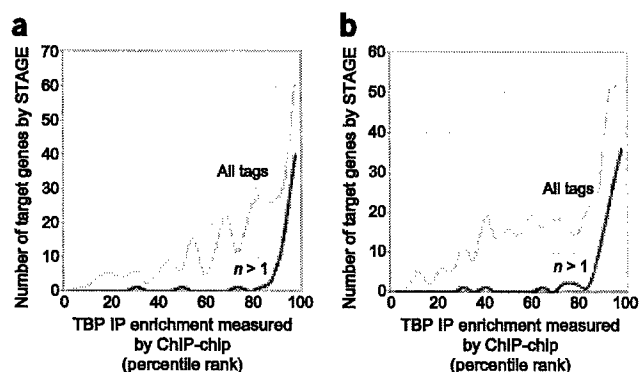 a
Number of target genes by STAGE
70
60
50
40
30
20
10
0
All tags
n > 1
0 20 40 60 80 100
TBP IP enrichment measured
by ChIP-chip
(percentile rank)
b
Number of target genes by STAGE
60
50
40
30
20
10
0
All tags
n > 1
0 20 40 60 80 100
TBP IP enrichment measured
by ChIP-chip
(percentile rank)